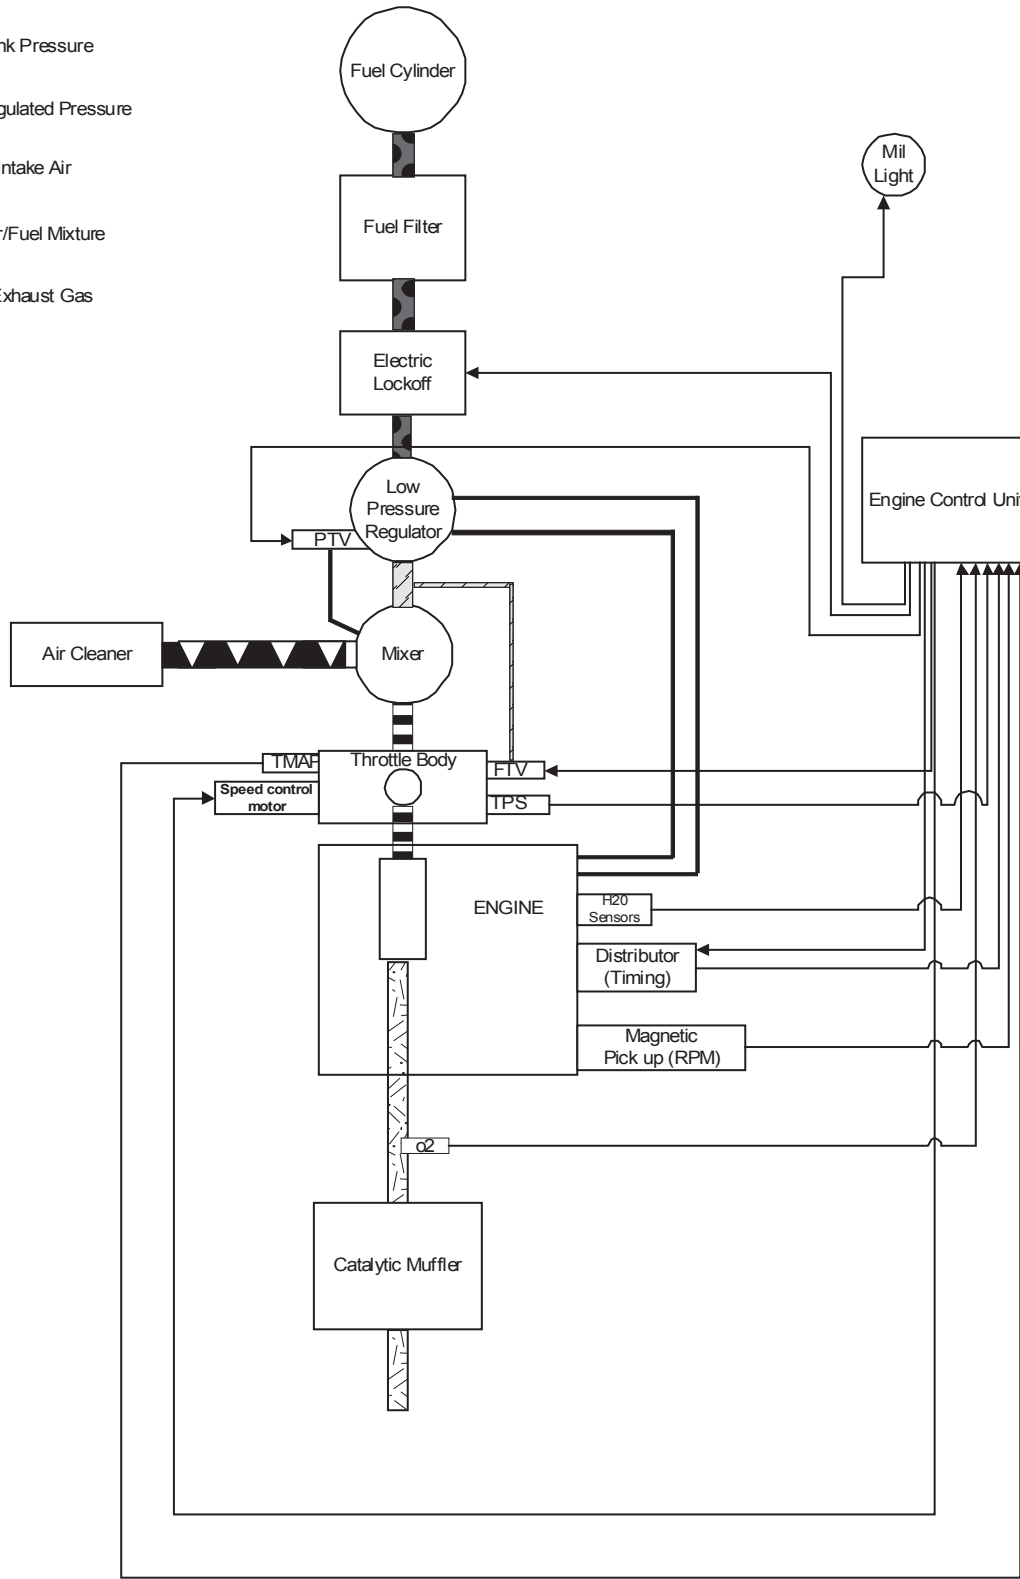 nk Pressure
gulated Pressure
ntake Air
r/Fuel Mixture
Exhaust Gas
Fuel Cylinder
Mil
Light
Fuel Filter
Electric
Lockoff
Low
Pressure
Regulator
Engine Control Unit
PTV
Air Cleaner
Mixer
TMAP
Throttle Body
FTV
Speed control
motor
TPS
ENGINE
H20
Sensors
Distributor
(Timing)
Magnetic
Pick up (RPM)
o2
Catalytic Muffler